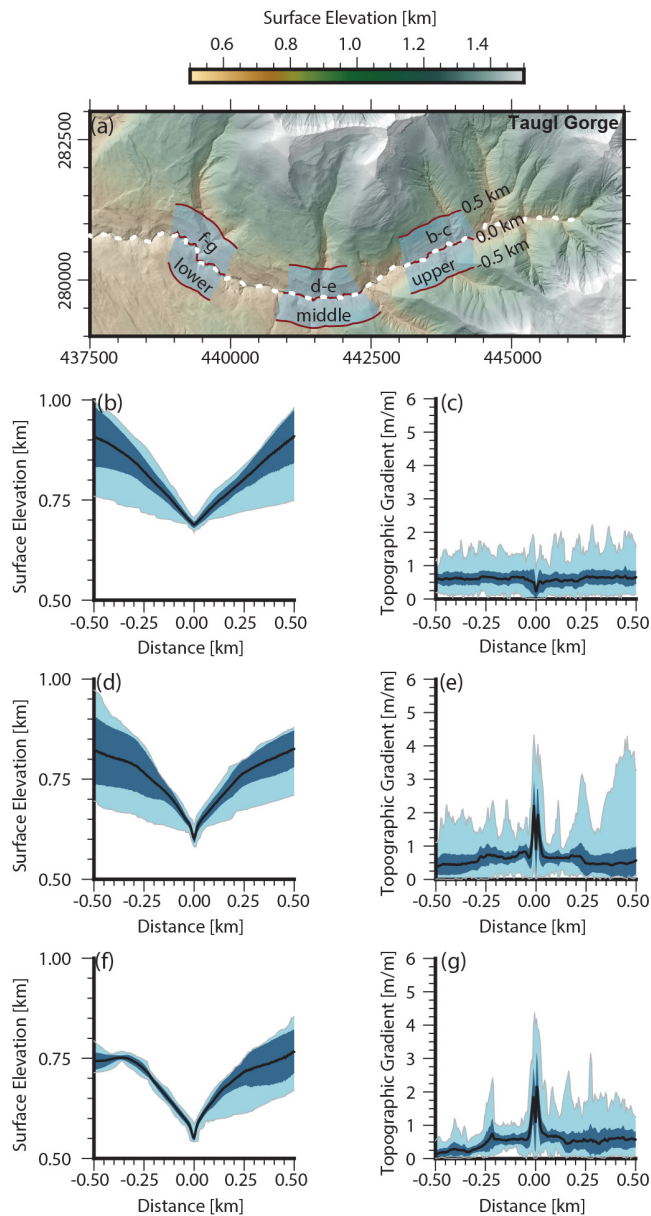 Surface Elevation [km]
0.6 0.8 1.0 1.2 1.4
(a) Taugl Gorge
282500
280000
0.5 km
0.0 km
-0.5 km
f-g
b-c
lower
d-e
upper
middle
437500 440000 442500 445000
(b)
Surface Elevation [km]
1.00
0.75
0.50
-0.50 -0.25 0.00 0.25 0.50
Distance [km]
(c)
Topographic Gradient [m/m]
6
5
4
3
2
1
0
-0.50 -0.25 0.00 0.25 0.50
Distance [km]
(d)
Surface Elevation [km]
1.00
0.75
0.50
-0.50 -0.25 0.00 0.25 0.50
Distance [km]
(e)
Topographic Gradient [m/m]
6
5
4
3
2
1
0
-0.50 -0.25 0.00 0.25 0.50
Distance [km]
(f)
Surface Elevation [km]
1.00
0.75
0.50
-0.50 -0.25 0.00 0.25 0.50
Distance [km]
(g)
Topographic Gradient [m/m]
6
5
4
3
2
1
0
-0.50 -0.25 0.00 0.25 0.50
Distance [km]